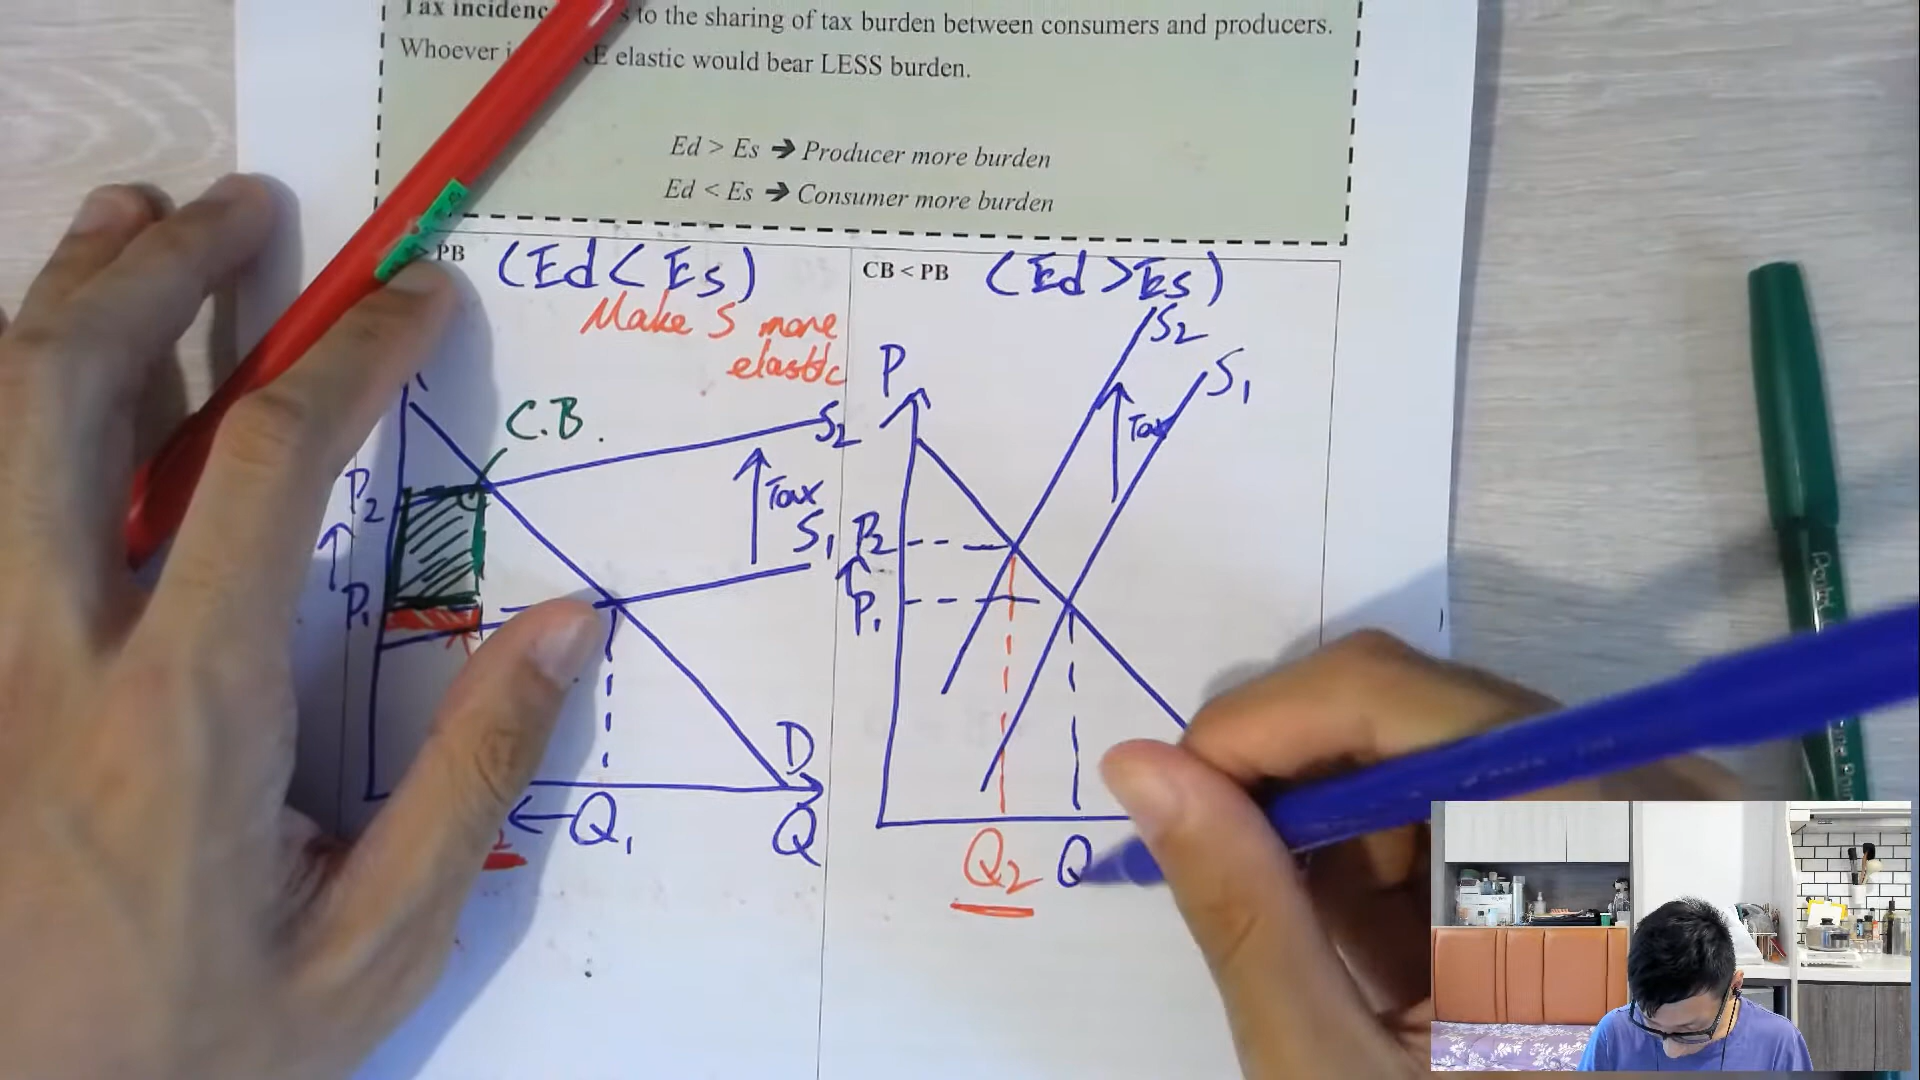 Tax incidenc s to the sharing of tax burden between consumers and producers.
Whoever i E elastic would bear LESS burden.
Ed > Es ➔ Producer more burden
Ed < Es ➔ Consumer more burden
> PB
(Ed < Es)
Make S more
elastic
C.B.
S2
P2
Tax
S1
P1
D
Q1
Q
CB < PB
(Ed > Es)
S2
P
S1
Tax
P2
P1
Q2 Q
Pentel